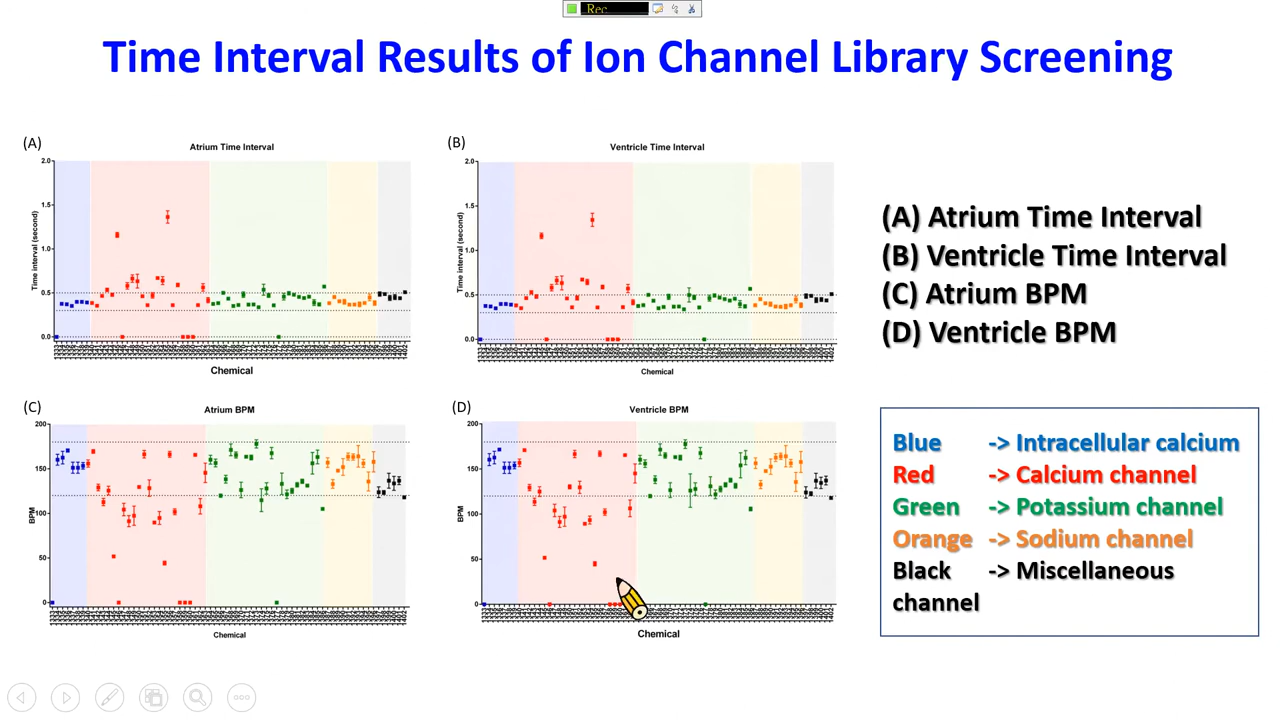 Rec
Time Interval Results of Ion Channel Library Screening
(A)
Atrium Time Interval
2.0
1.5
1.0
0.5
0.0
Time interval (second)
Chemical
(B)
Ventricle Time Interval
2.0
1.5
1.0
0.5
0.0
Time interval (second)
Chemical
(A) Atrium Time Interval
(B) Ventricle Time Interval
(C) Atrium BPM
(D) Ventricle BPM
(C)
Atrium BPM
200
150
100
50
0
BPM
Chemical
(D)
Ventricle BPM
200
150
100
50
0
BPM
Chemical
Blue -> Intracellular calcium
Red -> Calcium channel
Green -> Potassium channel
Orange -> Sodium channel
Black -> Miscellaneous
channel